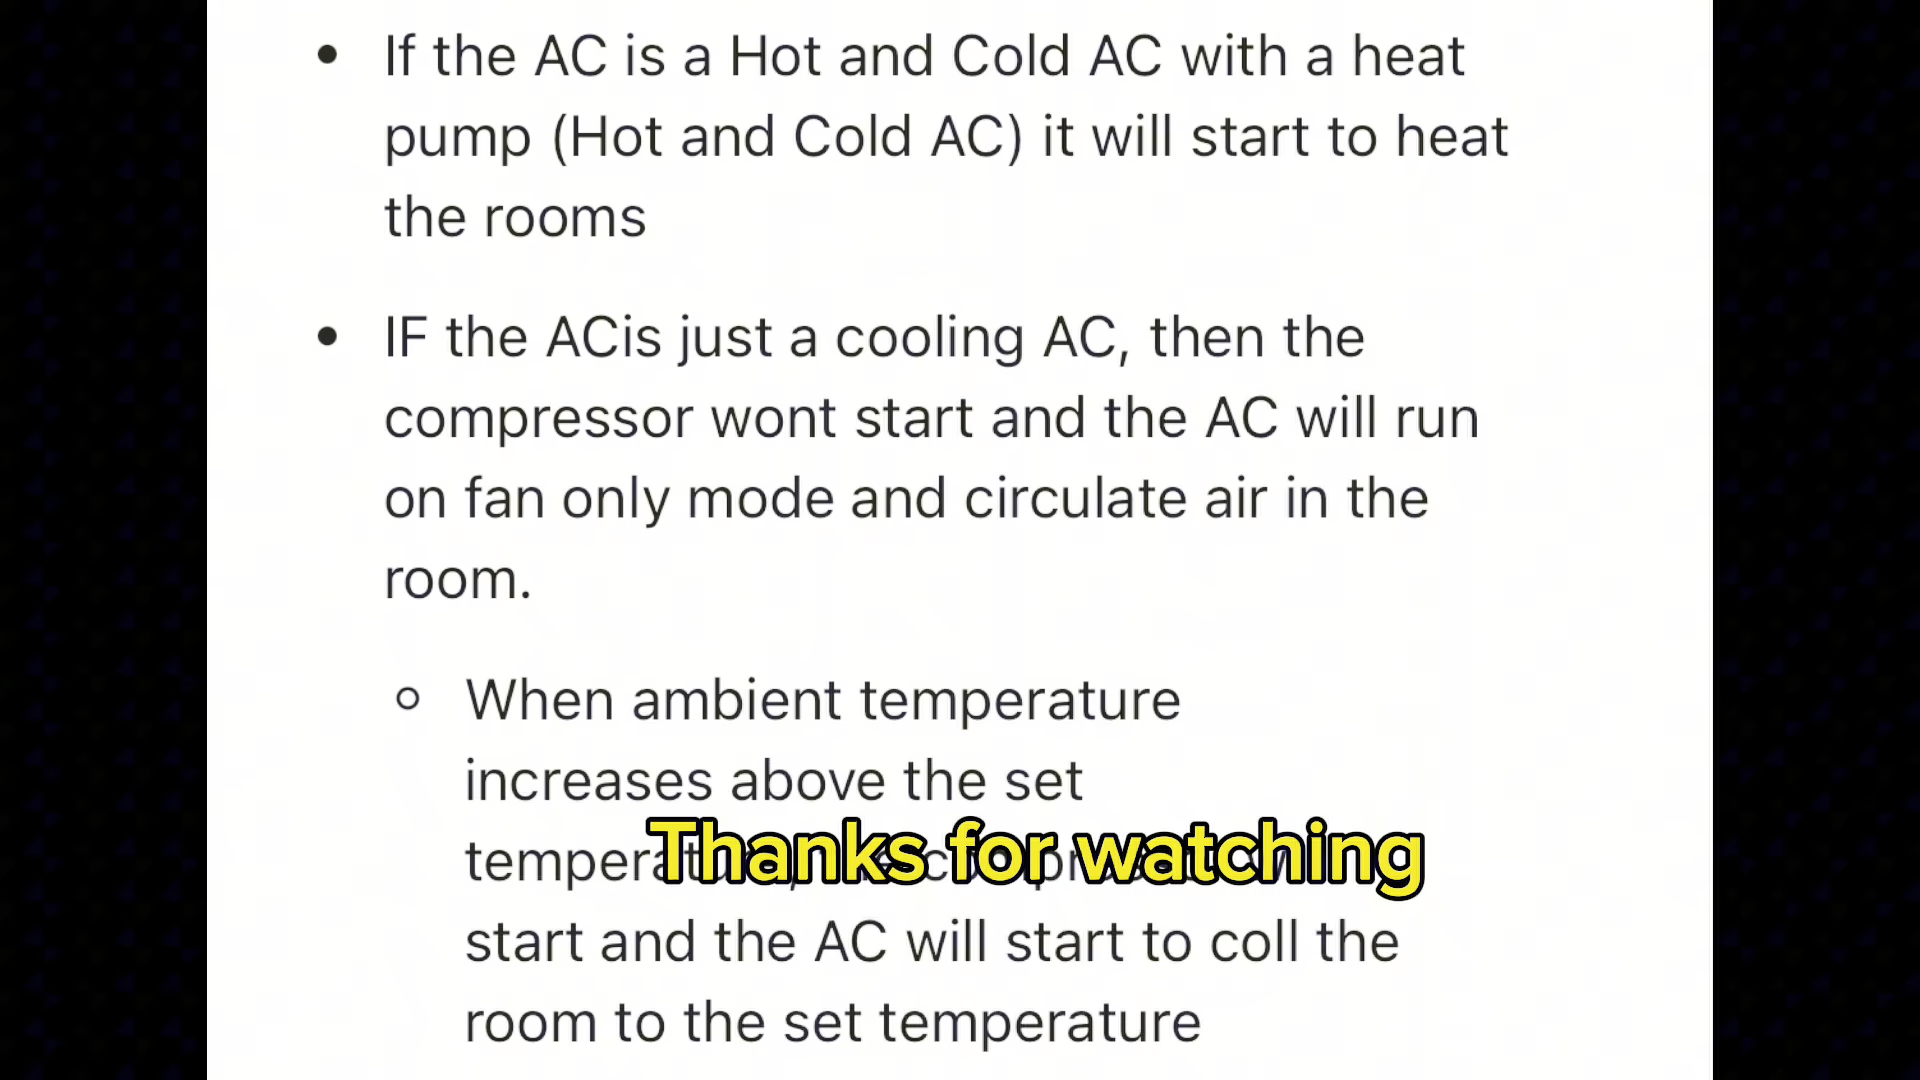 • If the AC is a Hot and Cold AC with a heat
pump (Hot and Cold AC) it will start to heat
the rooms
• IF the ACis just a cooling AC, then the
compressor wont start and the AC will run
on fan only mode and circulate air in the
room.
○ When ambient temperature
increases above the set
Thanks for watching
start and the AC will start to coll the
room to the set temperature